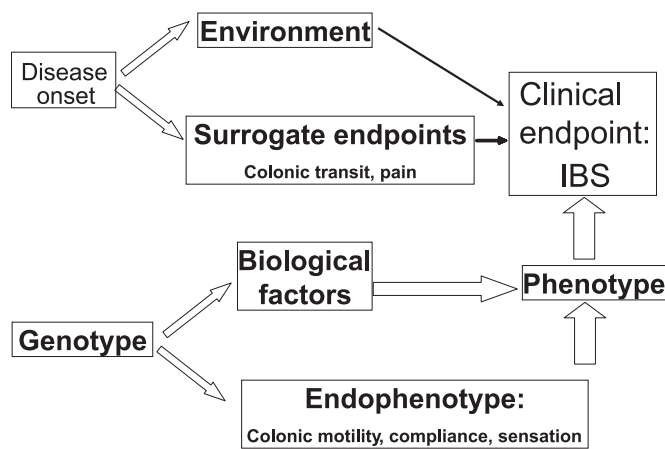 Environment
Disease
onset
Surrogate endpoints
Colonic transit, pain
Clinical
endpoint:
IBS
Biological
factors
Phenotype
Genotype
Endophenotype:
Colonic motility, compliance, sensation